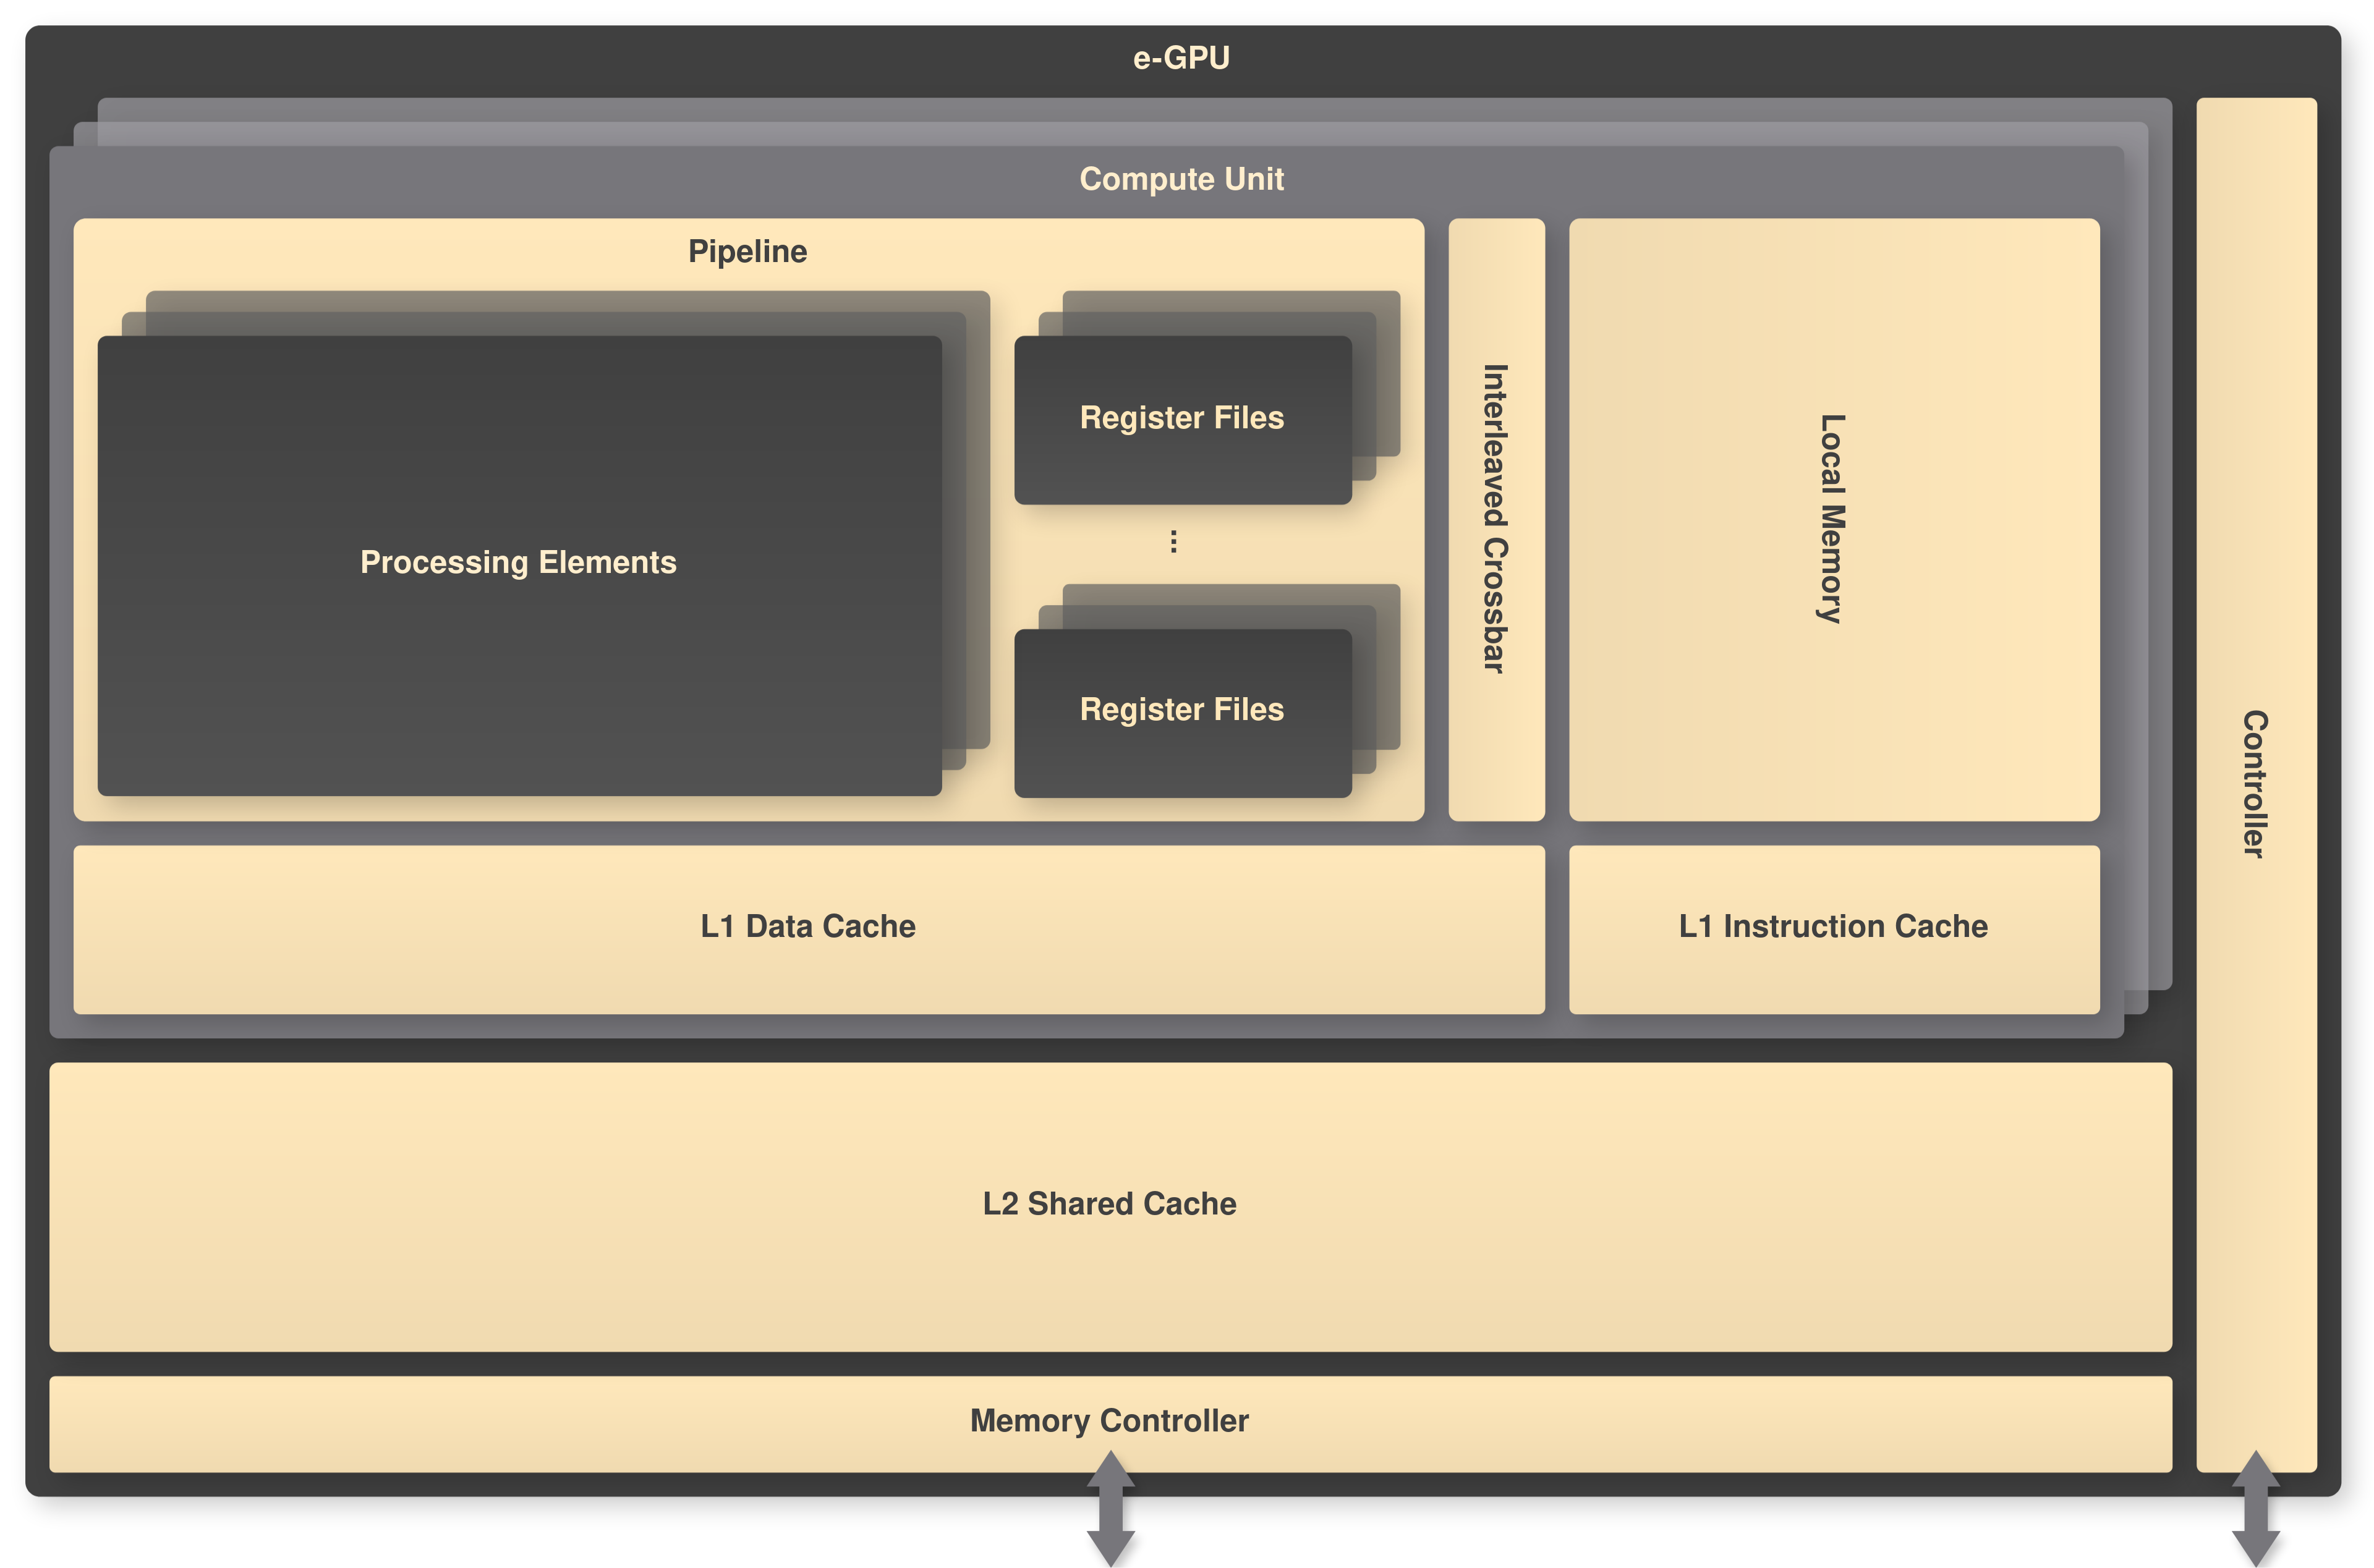 e-GPU
Compute Unit
Pipeline
Processing Elements
Register Files
...
Register Files
Interleaved Crossbar
Local Memory
L1 Data Cache
L1 Instruction Cache
Controller
L2 Shared Cache
Memory Controller